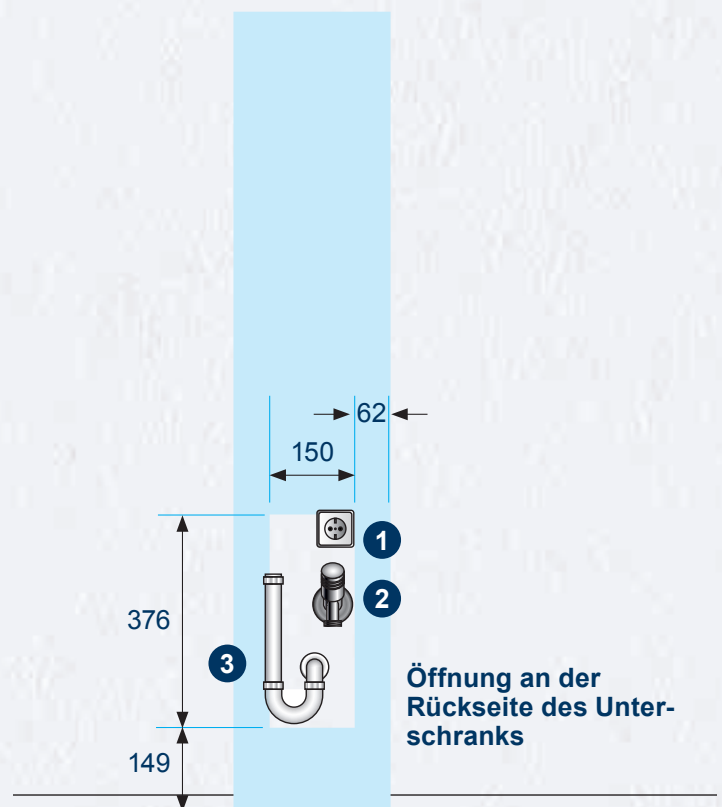 62
150
1
2
376
3
Öffnung an der
Rückseite des Unter-
schranks
149